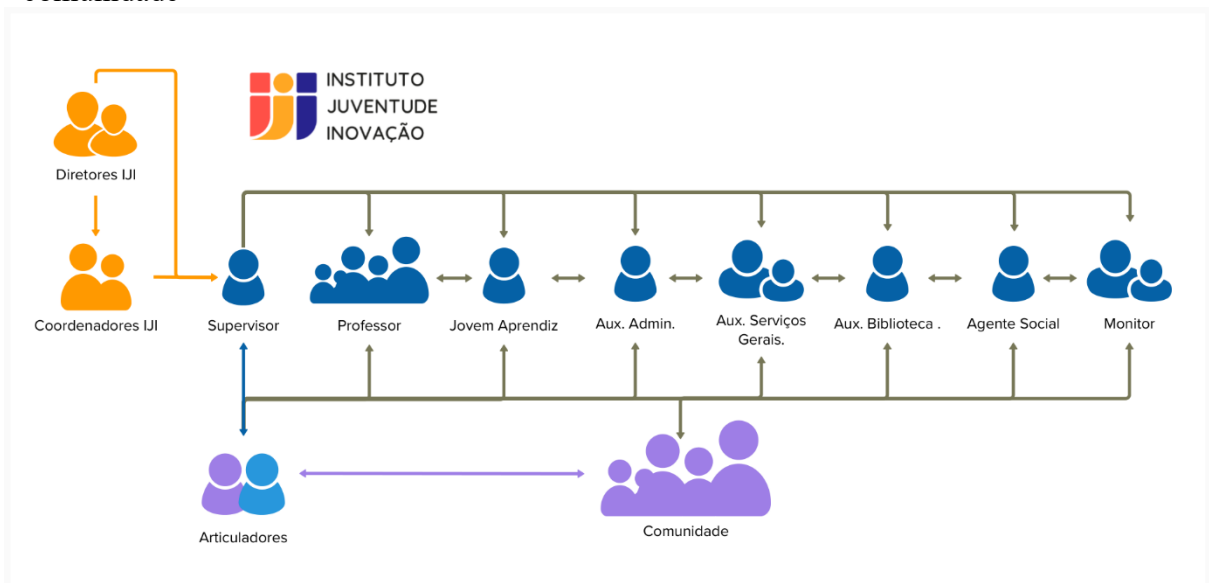 INSTITUTO
JUVENTUDE
INOVAÇÃO
Diretores IJI
Coordenadores IJI
Supervisor
Professor
Jovem Aprendiz
Aux. Admin.
Aux. Serviços
Gerais.
Aux. Biblioteca .
Agente Social
Monitor
Articuladores
Comunidade